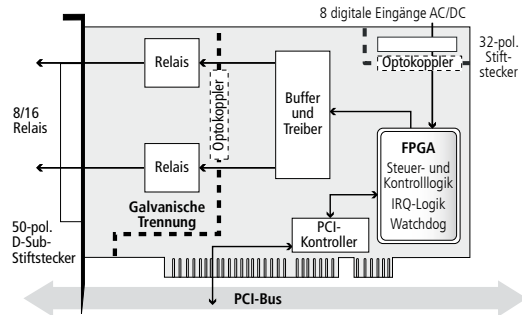 8 digitale Eingänge AC/DC
32-pol.
Stift-
stecker
Optokoppler
Relais
Optokoppler
Buffer
und
Treiber
8/16
Relais
FPGA
Steuer- und
Kontrolllogik
IRQ-Logik
Watchdog
Relais
Galvanische
Trennung
PCI-
Kontroller
50-pol.
D-Sub-
Stiftstecker
PCI-Bus